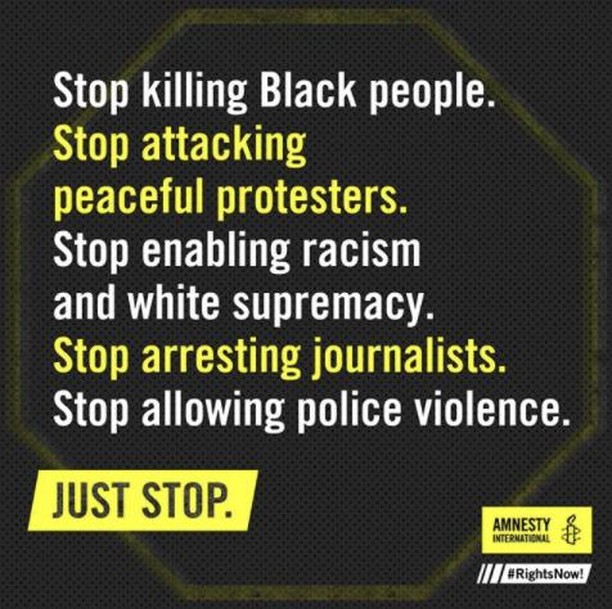 Stop killing Black people.
Stop attacking
peaceful protesters.
Stop enabling racism
and white supremacy.
Stop arresting journalists.
Stop allowing police violence.
JUST STOP.
AMNESTY
INTERNATIONAL
#RightsNow!